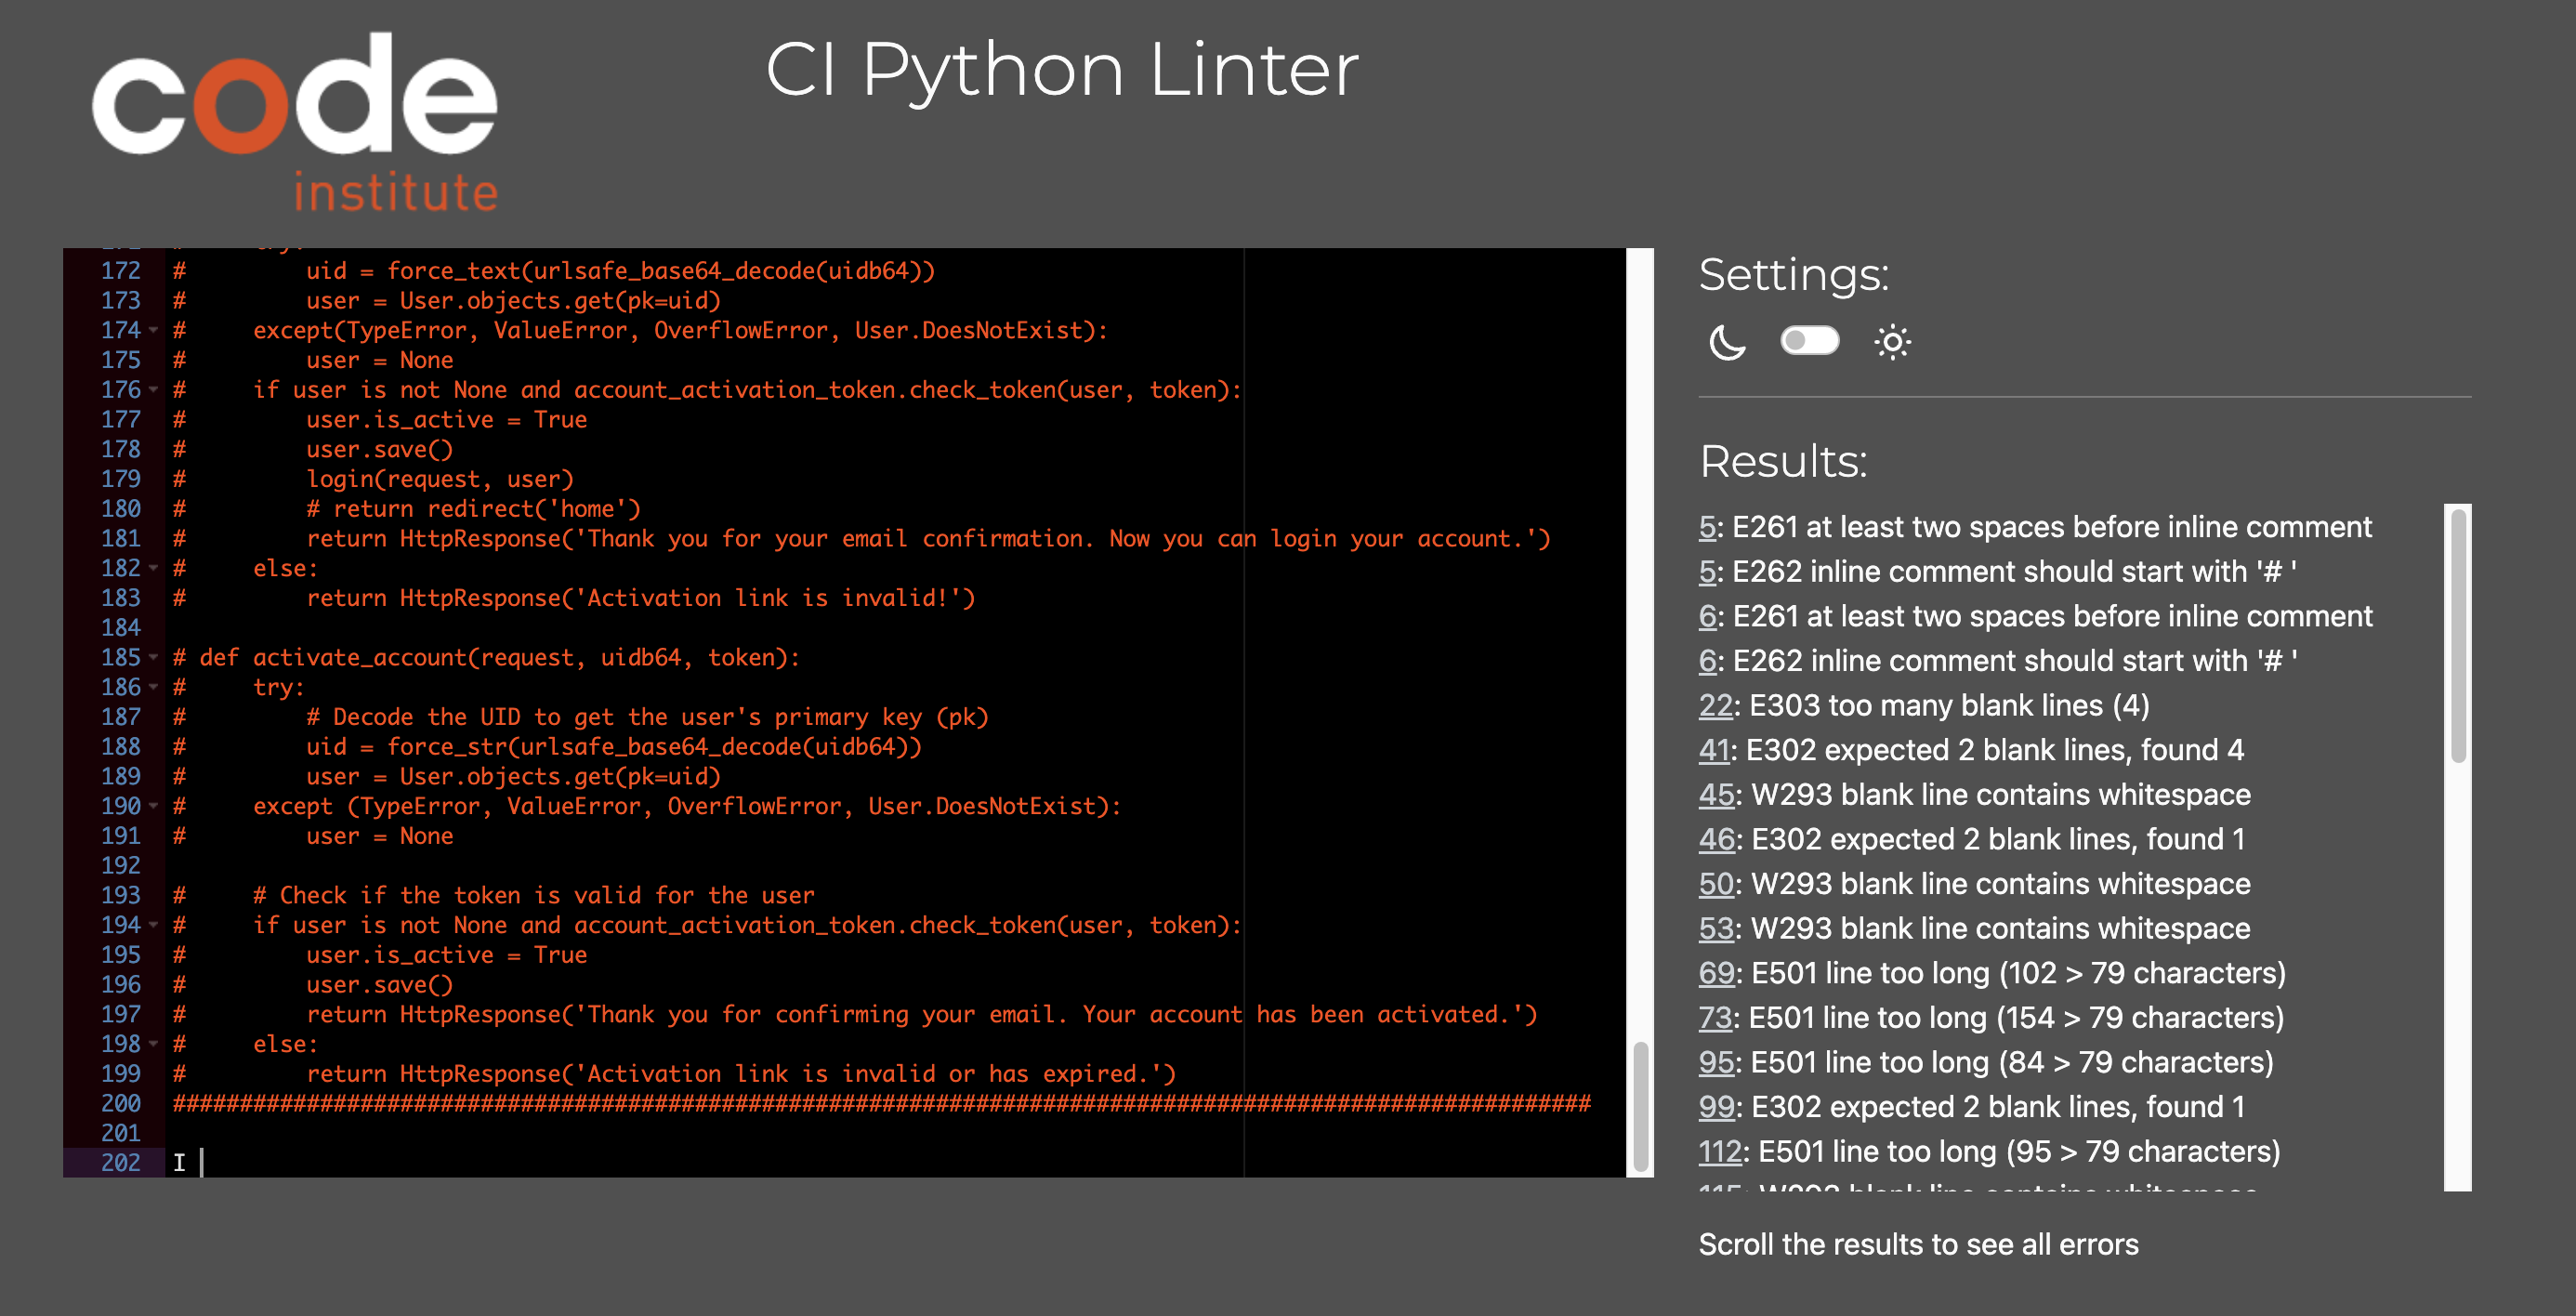 code
institute
CI Python Linter
172 #         uid = force_text(urlsafe_base64_decode(uidb64))
173 #         user = User.objects.get(pk=uid)
174 #     except(TypeError, ValueError, OverflowError, User.DoesNotExist):
175 #         user = None
176 #     if user is not None and account_activation_token.check_token(user, token):
177 #         user.is_active = True
178 #         user.save()
179 #         login(request, user)
180 #         # return redirect('home')
181 #         return HttpResponse('Thank you for your email confirmation. Now you can login your account.')
182 #     else:
183 #         return HttpResponse('Activation link is invalid!')
184
185 # def activate_account(request, uidb64, token):
186 #     try:
187 #         # Decode the UID to get the user's primary key (pk)
188 #         uid = force_str(urlsafe_base64_decode(uidb64))
189 #         user = User.objects.get(pk=uid)
190 #     except (TypeError, ValueError, OverflowError, User.DoesNotExist):
191 #         user = None
192
193 #     # Check if the token is valid for the user
194 #     if user is not None and account_activation_token.check_token(user, token):
195 #         user.is_active = True
196 #         user.save()
197 #         return HttpResponse('Thank you for confirming your email. Your account has been activated.')
198 #     else:
199 #         return HttpResponse('Activation link is invalid or has expired.')
200 ##########################################################################################################
201
202
Settings:
Results:
5: E261 at least two spaces before inline comment
5: E262 inline comment should start with '# '
6: E261 at least two spaces before inline comment
6: E262 inline comment should start with '# '
22: E303 too many blank lines (4)
41: E302 expected 2 blank lines, found 4
45: W293 blank line contains whitespace
46: E302 expected 2 blank lines, found 1
50: W293 blank line contains whitespace
53: W293 blank line contains whitespace
69: E501 line too long (102 > 79 characters)
73: E501 line too long (154 > 79 characters)
95: E501 line too long (84 > 79 characters)
99: E302 expected 2 blank lines, found 1
112: E501 line too long (95 > 79 characters)
Scroll the results to see all errors